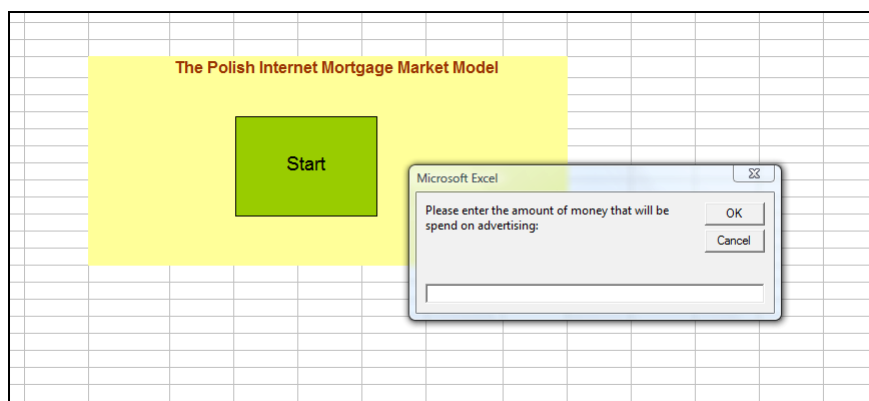 The Polish Internet Mortgage Market Model
Start
Microsoft Excel
Please enter the amount of money that will be
spend on advertising:
OK
Cancel